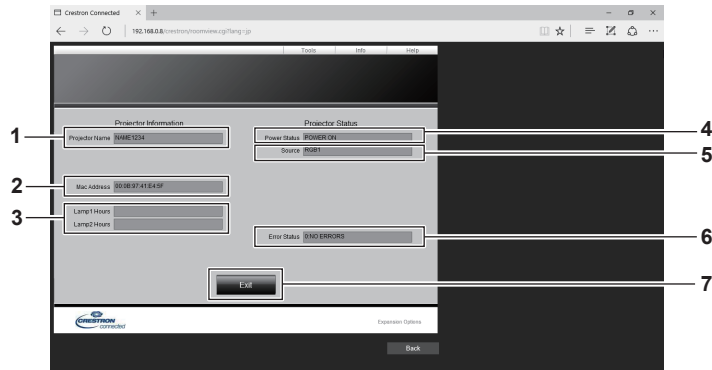 Crestron Connected
192.168.0.8/crestron/roomview.cgi?lang=jp
Tools Info Help
Projector Information
Projector Status
1
Projector Name NAME1234
Power Status POWER ON
4
Source RGB1
5
2
Mac Address 00:0B:97:41:E4:5F
3
Lamp1 Hours
Lamp2 Hours
Error Status 0:NO ERRORS
6
Exit
7
CRESTRON
connected
Expansion Options
Back